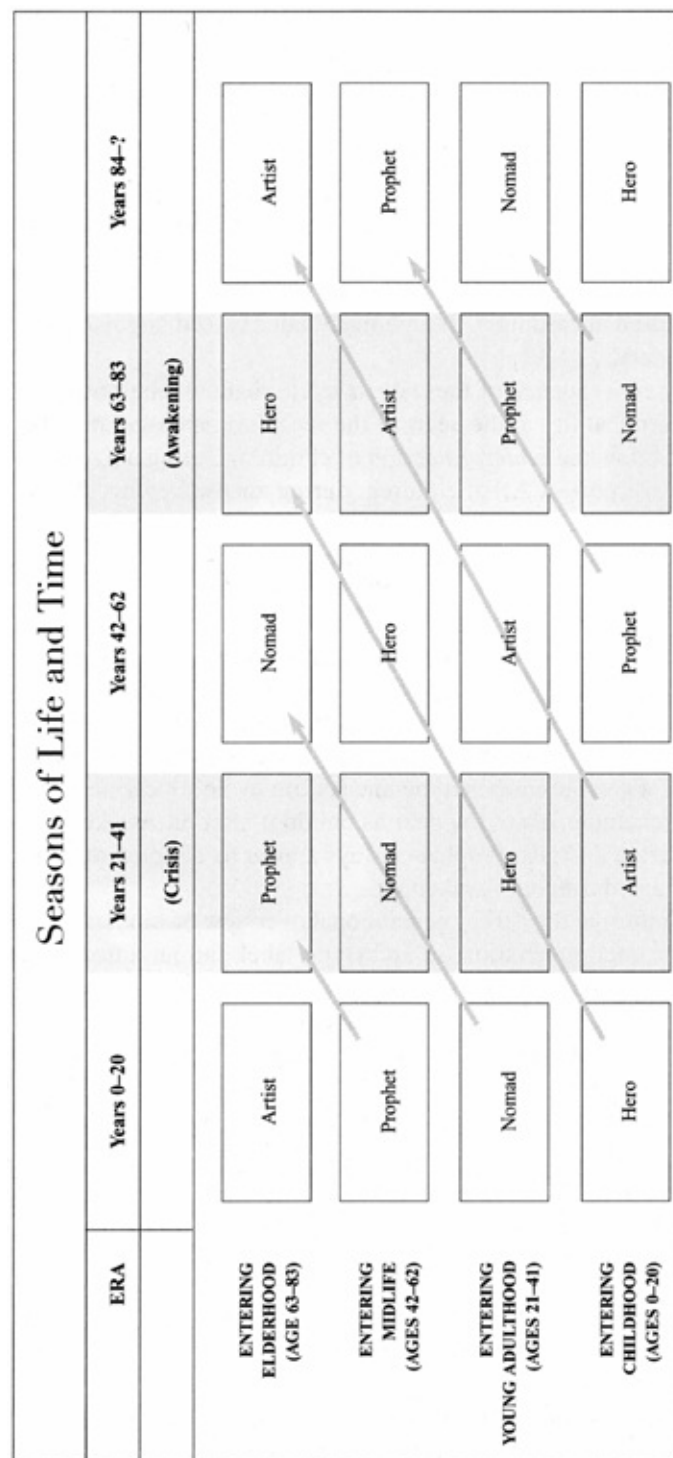 Seasons of Life and Time
ERA
Years 0–20
Years 21–41
Years 42–62
Years 63–83
Years 84–?
(Crisis)
(Awakening)
ENTERING
ELDERHOOD
(AGE 63–83)
Artist
Prophet
Nomad
Hero
Artist
ENTERING
MIDLIFE
(AGES 42–62)
Prophet
Nomad
Hero
Artist
Prophet
ENTERING
YOUNG ADULTHOOD
(AGES 21–41)
Nomad
Hero
Artist
Prophet
Nomad
ENTERING
CHILDHOOD
(AGES 0–20)
Hero
Artist
Prophet
Nomad
Hero